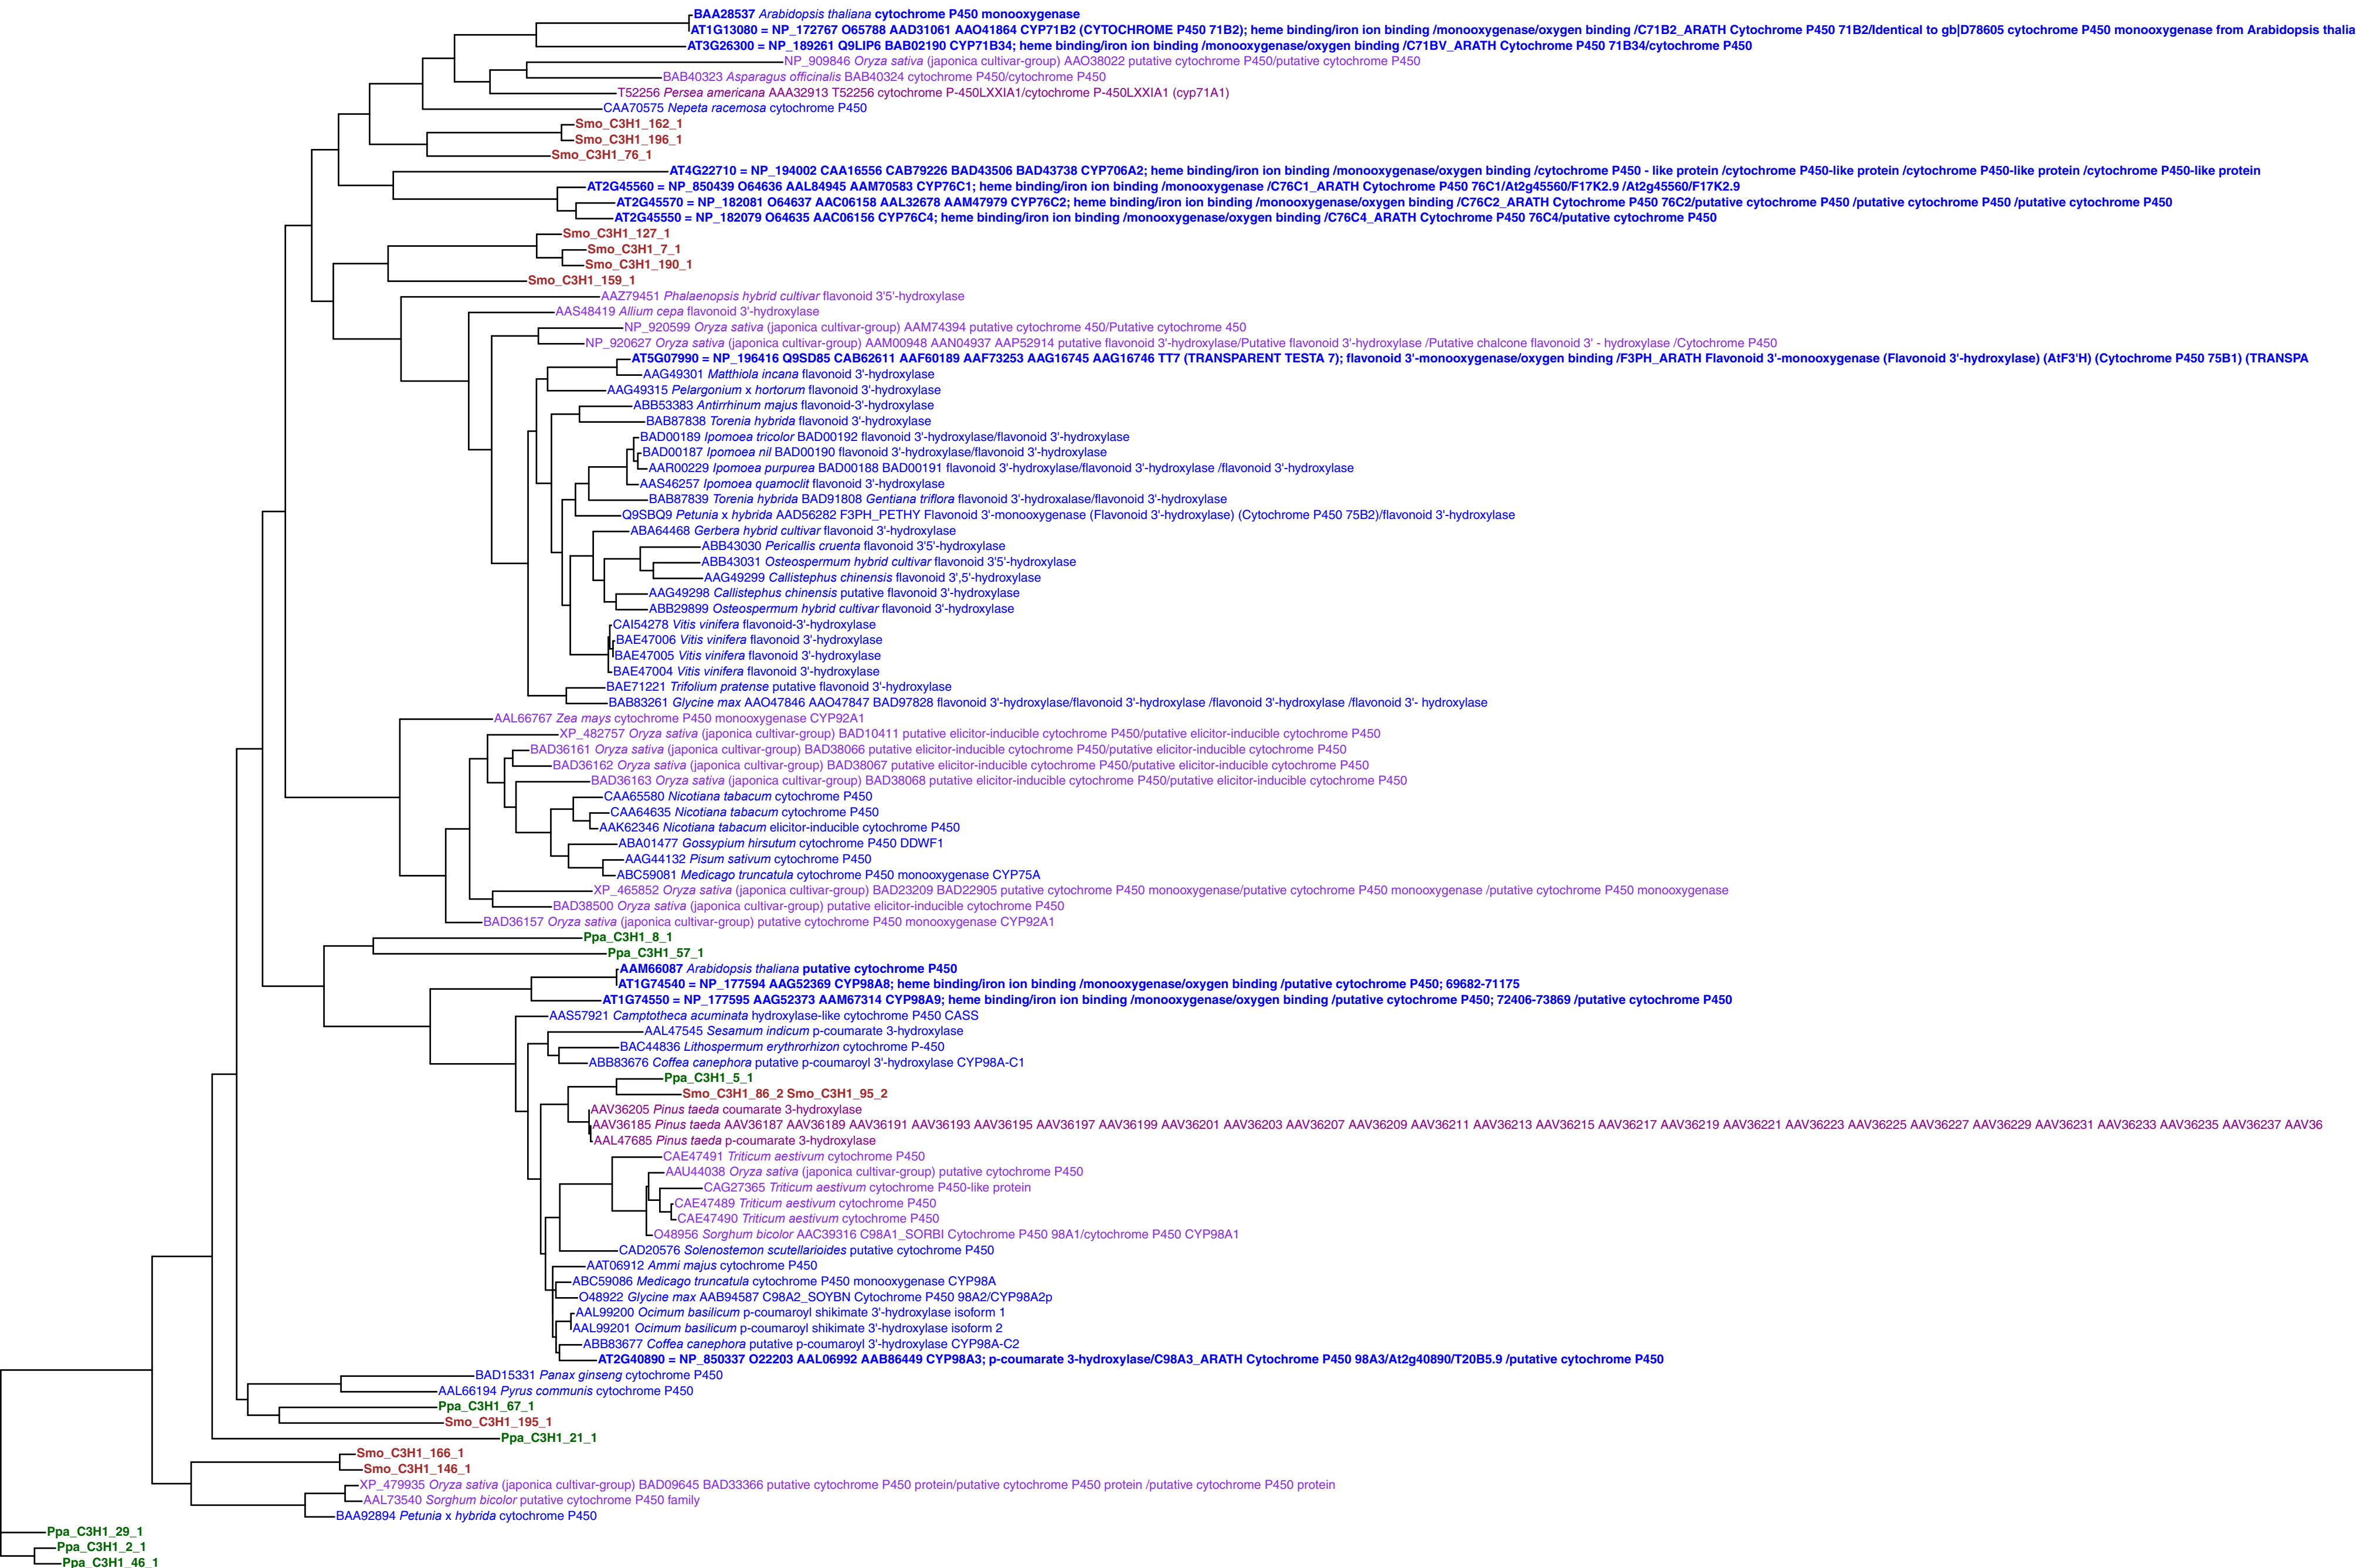 BAA28537 Arabidopsis thaliana cytochrome P450 monooxygenase
AT1G13080 = NP_172767 O65788 AAD31061 AAO41864 CYP71B2 (CYTOCHROME P450 71B2); heme binding/iron ion binding /monooxygenase/oxygen binding /C71B2_ARATH Cytochrome P450 71B2/Identical to gb|D78605 cytochrome P450 monooxygenase from Arabidopsis thalia
AT3G26300 = NP_189261 Q9LIP6 BAB02190 CYP71B34; heme binding/iron ion binding /monooxygenase/oxygen binding /C71BV_ARATH Cytochrome P450 71B34/cytochrome P450
NP_909846 Oryza sativa (japonica cultivar-group) AAO38022 putative cytochrome P450/putative cytochrome P450
BAB40323 Asparagus officinalis BAB40324 cytochrome P450/cytochrome P450
T52256 Persea americana AAA32913 T52256 cytochrome P-450LXXIA1/cytochrome P-450LXXIA1 (cyp71A1)
CAA70575 Nepeta racemosa cytochrome P450
Smo_C3H1_162_1
Smo_C3H1_196_1
Smo_C3H1_76_1
AT4G22710 = NP_194002 CAA16556 CAB79226 BAD43506 BAD43738 CYP706A2; heme binding/iron ion binding /monooxygenase/oxygen binding /cytochrome P450 - like protein /cytochrome P450-like protein /cytochrome P450-like protein /cytochrome P450-like protein
AT2G45560 = NP_850439 O64636 AAL84945 AAM70583 CYP76C1; heme binding/iron ion binding /monooxygenase /C76C1_ARATH Cytochrome P450 76C1/At2g45560/F17K2.9 /At2g45560/F17K2.9
AT2G45570 = NP_182081 O64637 AAC06158 AAL32678 AAM47979 CYP76C2; heme binding/iron ion binding /monooxygenase/oxygen binding /C76C2_ARATH Cytochrome P450 76C2/putative cytochrome P450 /putative cytochrome P450 /putative cytochrome P450
AT2G45550 = NP_182079 O64635 AAC06156 CYP76C4; heme binding/iron ion binding /monooxygenase/oxygen binding /C76C4_ARATH Cytochrome P450 76C4/putative cytochrome P450
Smo_C3H1_127_1
Smo_C3H1_7_1
Smo_C3H1_190_1
Smo_C3H1_159_1
AAZ79451 Phalaenopsis hybrid cultivar flavonoid 3'5'-hydroxylase
AAS48419 Allium cepa flavonoid 3'-hydroxylase
NP_920599 Oryza sativa (japonica cultivar-group) AAM74394 putative cytochrome 450/Putative cytochrome 450
NP_920627 Oryza sativa (japonica cultivar-group) AAM00948 AAN04937 AAP52914 putative flavonoid 3'-hydroxylase/Putative flavonoid 3'-hydroxylase /Putative chalcone flavonoid 3' - hydroxylase /Cytochrome P450
AT5G07990 = NP_196416 Q9SD85 CAB62611 AAF60189 AAF73253 AAG16745 AAG16746 TT7 (TRANSPARENT TESTA 7); flavonoid 3'-monooxygenase/oxygen binding /F3PH_ARATH Flavonoid 3'-monooxygenase (Flavonoid 3'-hydroxylase) (AtF3'H) (Cytochrome P450 75B1) (TRANSPA
AAG49301 Matthiola incana flavonoid 3'-hydroxylase
AAG49315 Pelargonium x hortorum flavonoid 3'-hydroxylase
ABB53383 Antirrhinum majus flavonoid-3'-hydroxylase
BAB87838 Torenia hybrida flavonoid 3'-hydroxylase
BAD00189 Ipomoea tricolor BAD00192 flavonoid 3'-hydroxylase/flavonoid 3'-hydroxylase
BAD00187 Ipomoea nil BAD00190 flavonoid 3'-hydroxylase/flavonoid 3'-hydroxylase
AAR00229 Ipomoea purpurea BAD00188 BAD00191 flavonoid 3'-hydroxylase/flavonoid 3'-hydroxylase /flavonoid 3'-hydroxylase
AAS46257 Ipomoea quamoclit flavonoid 3'-hydroxylase
BAB87839 Torenia hybrida BAD91808 Gentiana triflora flavonoid 3'-hydroxalase/flavonoid 3'-hydroxylase
Q9SBQ9 Petunia x hybrida AAD56282 F3PH_PETHY Flavonoid 3'-monooxygenase (Flavonoid 3'-hydroxylase) (Cytochrome P450 75B2)/flavonoid 3'-hydroxylase
ABA64468 Gerbera hybrid cultivar flavonoid 3'-hydroxylase
ABB43030 Pericallis cruenta flavonoid 3'5'-hydroxylase
ABB43031 Osteospermum hybrid cultivar flavonoid 3'5'-hydroxylase
AAG49299 Callistephus chinensis flavonoid 3',5'-hydroxylase
AAG49298 Callistephus chinensis putative flavonoid 3'-hydroxylase
ABB29899 Osteospermum hybrid cultivar flavonoid 3'-hydroxylase
CAI54278 Vitis vinifera flavonoid-3'-hydroxylase
BAE47006 Vitis vinifera flavonoid 3'-hydroxylase
BAE47005 Vitis vinifera flavonoid 3'-hydroxylase
BAE47004 Vitis vinifera flavonoid 3'-hydroxylase
BAE71221 Trifolium pratense putative flavonoid 3'-hydroxylase
BAB83261 Glycine max AAO47846 AAO47847 BAD97828 flavonoid 3'-hydroxylase/flavonoid 3'-hydroxylase /flavonoid 3'-hydroxylase /flavonoid 3'- hydroxylase
AAL66767 Zea mays cytochrome P450 monooxygenase CYP92A1
XP_482757 Oryza sativa (japonica cultivar-group) BAD10411 putative elicitor-inducible cytochrome P450/putative elicitor-inducible cytochrome P450
BAD36161 Oryza sativa (japonica cultivar-group) BAD38066 putative elicitor-inducible cytochrome P450/putative elicitor-inducible cytochrome P450
BAD36162 Oryza sativa (japonica cultivar-group) BAD38067 putative elicitor-inducible cytochrome P450/putative elicitor-inducible cytochrome P450
BAD36163 Oryza sativa (japonica cultivar-group) BAD38068 putative elicitor-inducible cytochrome P450/putative elicitor-inducible cytochrome P450
CAA65580 Nicotiana tabacum cytochrome P450
CAA64635 Nicotiana tabacum cytochrome P450
AAK62346 Nicotiana tabacum elicitor-inducible cytochrome P450
ABA01477 Gossypium hirsutum cytochrome P450 DDWF1
AAG44132 Pisum sativum cytochrome P450
ABC59081 Medicago truncatula cytochrome P450 monooxygenase CYP75A
XP_465852 Oryza sativa (japonica cultivar-group) BAD23209 BAD22905 putative cytochrome P450 monooxygenase/putative cytochrome P450 monooxygenase /putative cytochrome P450 monooxygenase
BAD38500 Oryza sativa (japonica cultivar-group) putative elicitor-inducible cytochrome P450
BAD36157 Oryza sativa (japonica cultivar-group) putative cytochrome P450 monooxygenase CYP92A1
Ppa_C3H1_8_1
Ppa_C3H1_57_1
AAM66087 Arabidopsis thaliana putative cytochrome P450
AT1G74540 = NP_177594 AAG52369 CYP98A8; heme binding/iron ion binding /monooxygenase/oxygen binding /putative cytochrome P450; 69682-71175
AT1G74550 = NP_177595 AAG52373 AAM67314 CYP98A9; heme binding/iron ion binding /monooxygenase/oxygen binding /putative cytochrome P450; 72406-73869 /putative cytochrome P450
AAS57921 Camptotheca acuminata hydroxylase-like cytochrome P450 CASS
AAL47545 Sesamum indicum p-coumarate 3-hydroxylase
BAC44836 Lithospermum erythrorhizon cytochrome P-450
ABB83676 Coffea canephora putative p-coumaroyl 3'-hydroxylase CYP98A-C1
Ppa_C3H1_5_1
Smo_C3H1_86_2 Smo_C3H1_95_2
AAV36205 Pinus taeda coumarate 3-hydroxylase
AAV36185 Pinus taeda AAV36187 AAV36189 AAV36191 AAV36193 AAV36195 AAV36197 AAV36199 AAV36201 AAV36203 AAV36207 AAV36209 AAV36211 AAV36213 AAV36215 AAV36217 AAV36219 AAV36221 AAV36223 AAV36225 AAV36227 AAV36229 AAV36231 AAV36233 AAV36235 AAV36237 AAV36
AAL47685 Pinus taeda p-coumarate 3-hydroxylase
CAE47491 Triticum aestivum cytochrome P450
AAU44038 Oryza sativa (japonica cultivar-group) putative cytochrome P450
CAG27365 Triticum aestivum cytochrome P450-like protein
CAE47489 Triticum aestivum cytochrome P450
CAE47490 Triticum aestivum cytochrome P450
O48956 Sorghum bicolor AAC39316 C98A1_SORBI Cytochrome P450 98A1/cytochrome P450 CYP98A1
CAD20576 Solenostemon scutellarioides putative cytochrome P450
AAT06912 Ammi majus cytochrome P450
ABC59086 Medicago truncatula cytochrome P450 monooxygenase CYP98A
O48922 Glycine max AAB94587 C98A2_SOYBN Cytochrome P450 98A2/CYP98A2p
AAL99200 Ocimum basilicum p-coumaroyl shikimate 3'-hydroxylase isoform 1
AAL99201 Ocimum basilicum p-coumaroyl shikimate 3'-hydroxylase isoform 2
ABB83677 Coffea canephora putative p-coumaroyl 3'-hydroxylase CYP98A-C2
AT2G40890 = NP_850337 O22203 AAL06992 AAB86449 CYP98A3; p-coumarate 3-hydroxylase/C98A3_ARATH Cytochrome P450 98A3/At2g40890/T20B5.9 /putative cytochrome P450
BAD15331 Panax ginseng cytochrome P450
AAL66194 Pyrus communis cytochrome P450
Ppa_C3H1_67_1
Smo_C3H1_195_1
Ppa_C3H1_21_1
Smo_C3H1_166_1
Smo_C3H1_146_1
XP_479935 Oryza sativa (japonica cultivar-group) BAD09645 BAD33366 putative cytochrome P450 protein/putative cytochrome P450 protein /putative cytochrome P450 protein
AAL73540 Sorghum bicolor putative cytochrome P450 family
BAA92894 Petunia x hybrida cytochrome P450
Ppa_C3H1_29_1
Ppa_C3H1_2_1
Ppa_C3H1_46_1